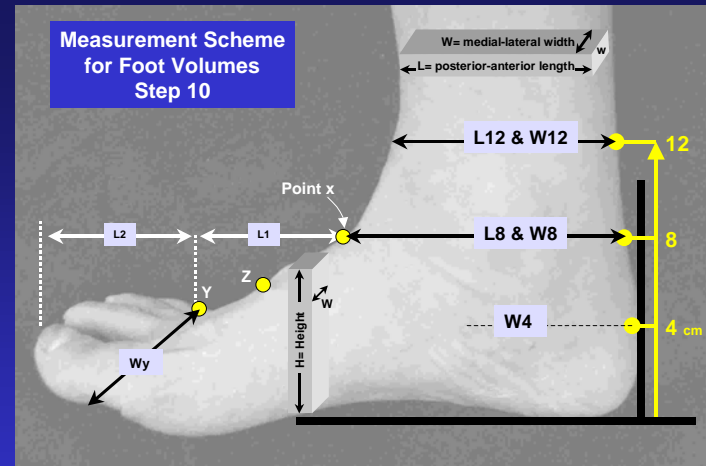 Measurement Scheme
for Foot Volumes
Step 10
W= medial-lateral width
W
L= posterior-anterior length
L12 & W12
12
Point x
L2
L1
L8 & W8
8
Z
Y
W
H= Height
W4
4 cm
Wy